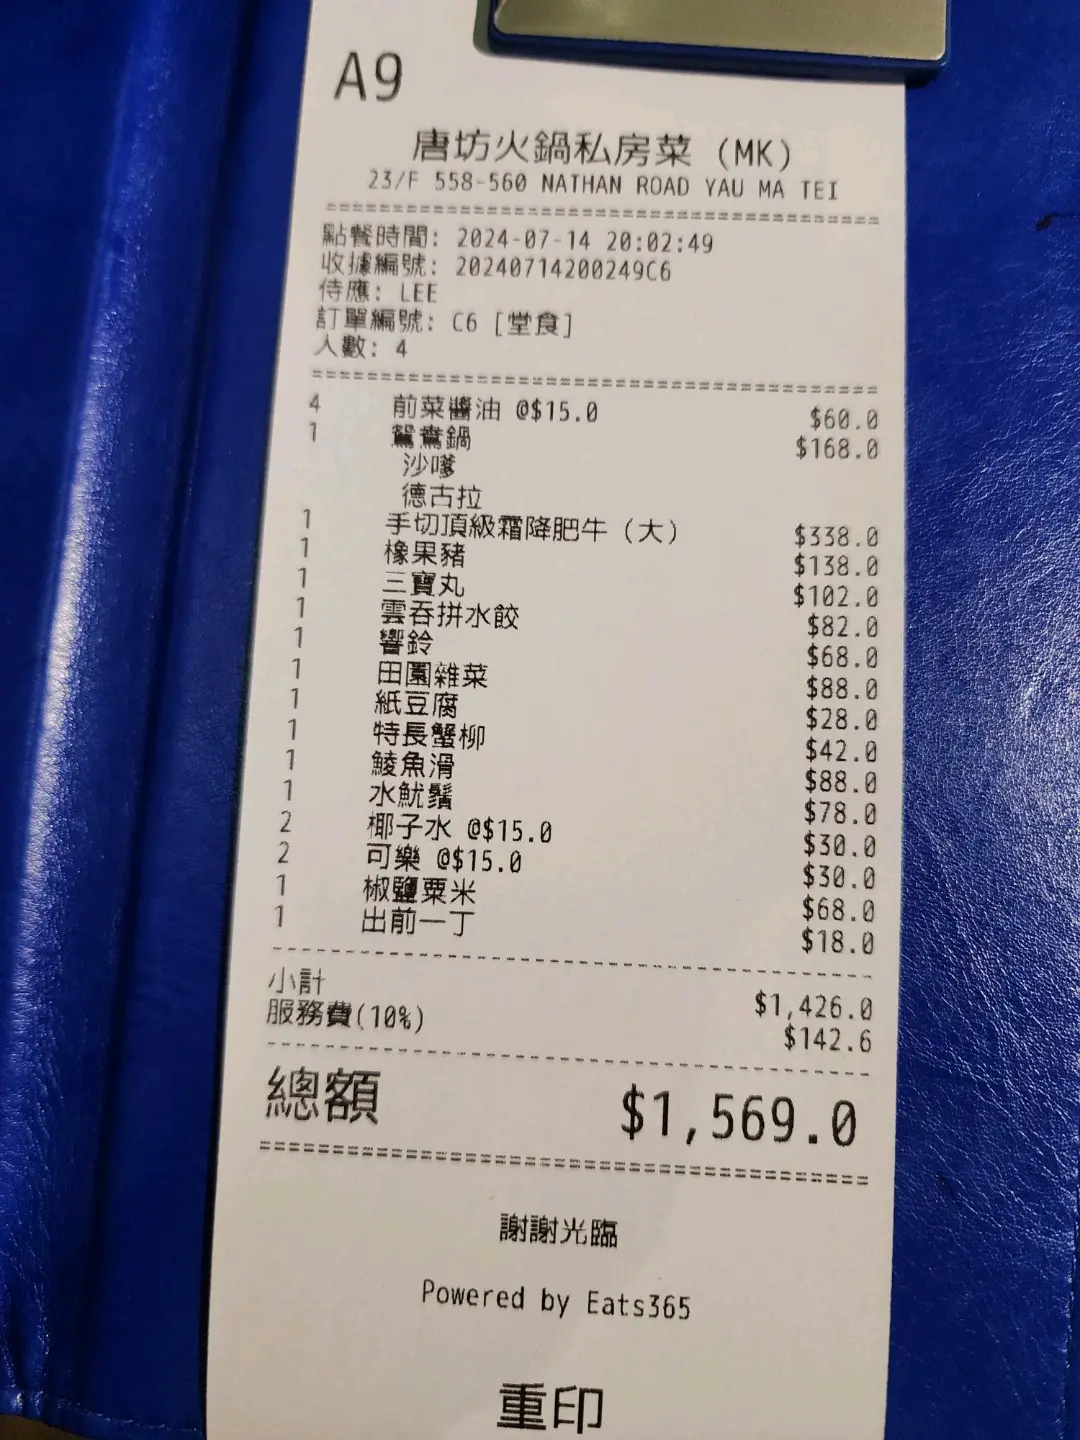 A9
唐坊火鍋私房菜 (MK)
23/F 558-560 NATHAN ROAD YAU MA TEI
點餐時間: 2024-07-14 20:02:49
收據編號: 20240714200249C6
侍應: LEE
訂單編號: C6 [堂食]
人數: 4
4 前菜醬油 @$15.0 $60.0
1 鴛鴦鍋 $168.0
沙嗲
德古拉
1 手切頂級霜降肥牛 (大) $338.0
1 橡果豬 $138.0
1 三寶丸 $102.0
1 雲吞拼水餃 $82.0
1 響鈴 $68.0
1 田園雜菜 $88.0
1 紙豆腐 $28.0
1 特長蟹柳 $42.0
1 鯪魚滑 $88.0
1 水魷鬚 $78.0
2 椰子水 @$15.0 $30.0
2 可樂 @$15.0 $30.0
1 椒鹽粟米 $68.0
1 出前一丁 $18.0
小計 $1,426.0
服務費(10%) $142.6
總額 $1,569.0
謝謝光臨
Powered by Eats365
重印